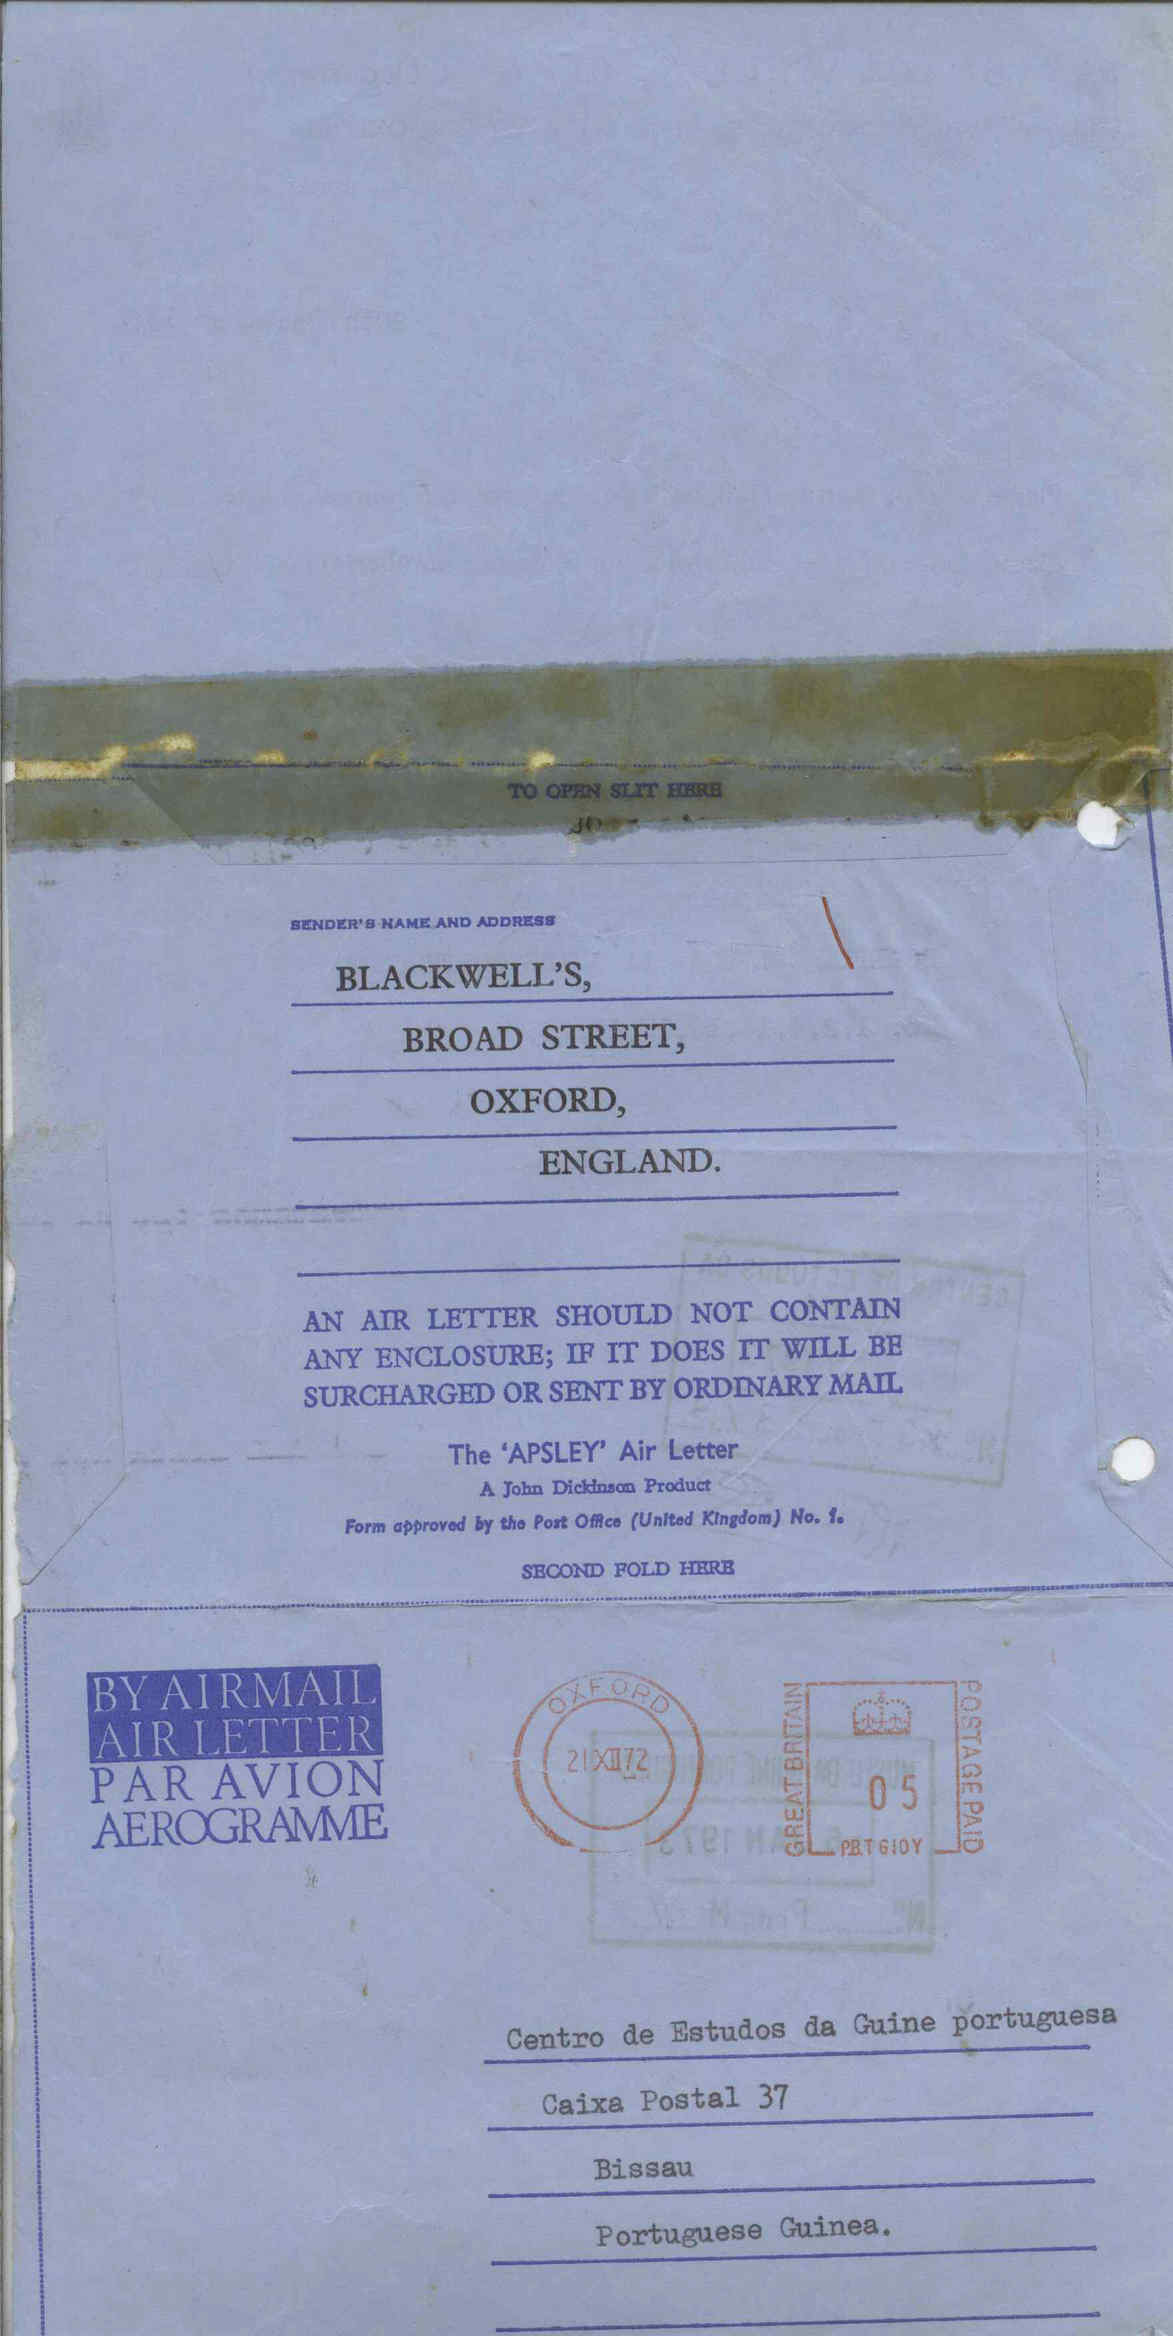 TO OPEN SLIT HERE
SENDER'S NAME AND ADDRESS
BLACKWELL'S,
BROAD STREET,
OXFORD,
ENGLAND.
AN AIR LETTER SHOULD NOT CONTAIN
ANY ENCLOSURE; IF IT DOES IT WILL BE
SURCHARGED OR SENT BY ORDINARY MAIL
The 'APSLEY' Air Letter
A John Dickinson Product
Form approved by the Post Office (United Kingdom) No. 1.
SECOND FOLD HERE
BY AIRMAIL
AIR LETTER
PAR AVION
AEROGRAMME
OXFORD
21 XII 72
GREAT BRITAIN
05
P.B.T 610Y
POSTAGE PAID
Centro de Estudos da Guine portuguesa
Caixa Postal 37
Bissau
Portuguese Guinea.